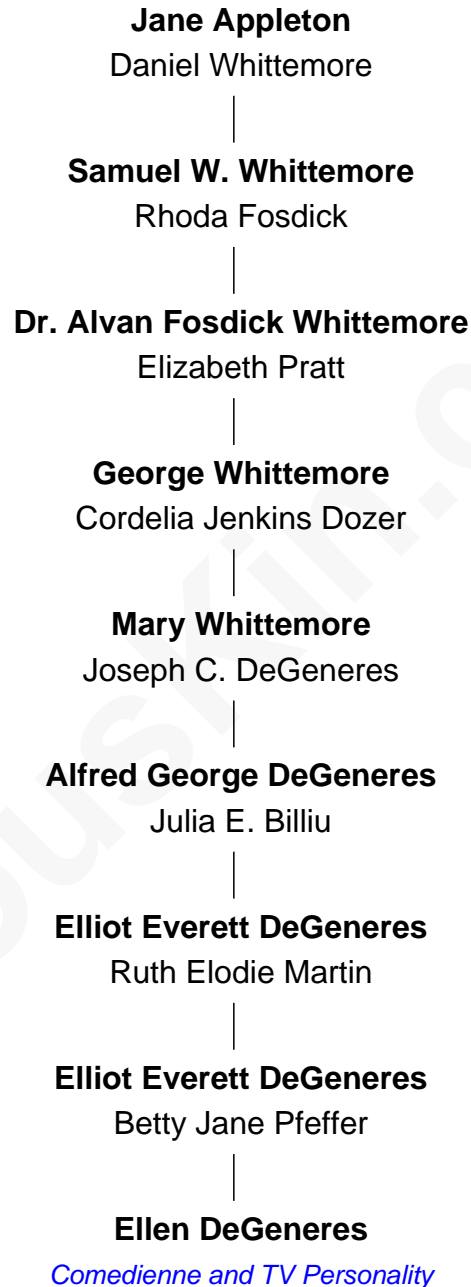 Jane Appleton
Daniel Whittemore
Samuel W. Whittemore
Rhoda Fosdick
Dr. Alvan Fosdick Whittemore
Elizabeth Pratt
George Whittemore
Cordelia Jenkins Dozer
Mary Whittemore
Joseph C. DeGeneres
Alfred George DeGeneres
Julia E. Billiu
Elliot Everett DeGeneres
Ruth Elodie Martin
Elliot Everett DeGeneres
Betty Jane Pfeffer
Ellen DeGeneres
Comedienne and TV Personality